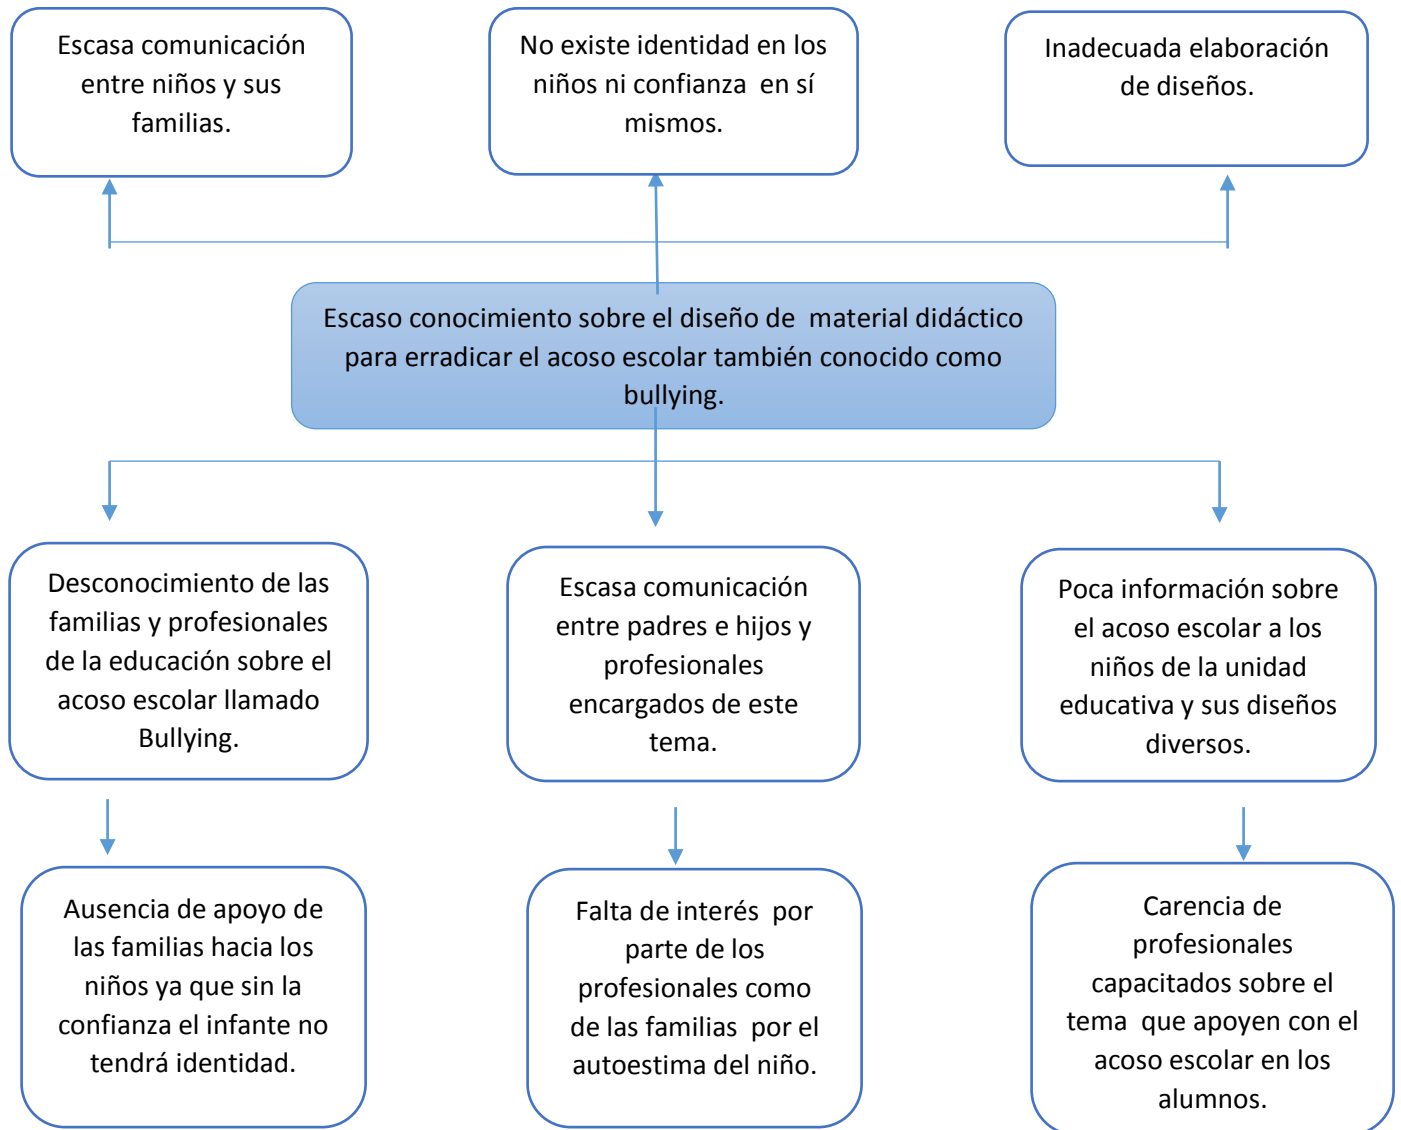 Escasa comunicación
entre niños y sus
familias.
No existe identidad en los
niños ni confianza  en sí
mismos.
Inadecuada elaboración
de diseños.
Escaso conocimiento sobre el diseño de  material didáctico
para erradicar el acoso escolar también conocido como
bullying.
Desconocimiento de las
familias y profesionales
de la educación sobre el
acoso escolar llamado
Bullying.
Escasa comunicación
entre padres e hijos y
profesionales
encargados de este
tema.
Poca información sobre
el acoso escolar a los
niños de la unidad
educativa y sus diseños
diversos.
Ausencia de apoyo de
las familias hacia los
niños ya que sin la
confianza el infante no
tendrá identidad.
Falta de interés  por
parte de los
profesionales como
de las familias  por el
autoestima del niño.
Carencia de
profesionales
capacitados sobre el
tema  que apoyen con el
acoso escolar en los
alumnos.